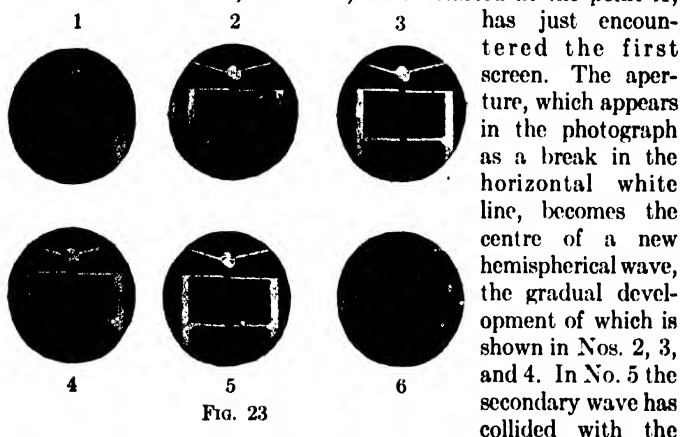 1 2 3
has just encoun-
tered the first
screen. The aper-
ture, which appears
in the photograph
as a break in the
horizontal white
line, becomes the
centre of a new
hemispherical wave,
the gradual devel-
opment of which is
shown in Nos. 2, 3,
and 4. In No. 5 the
secondary wave has
collided with the
4 5 6
FIG. 23